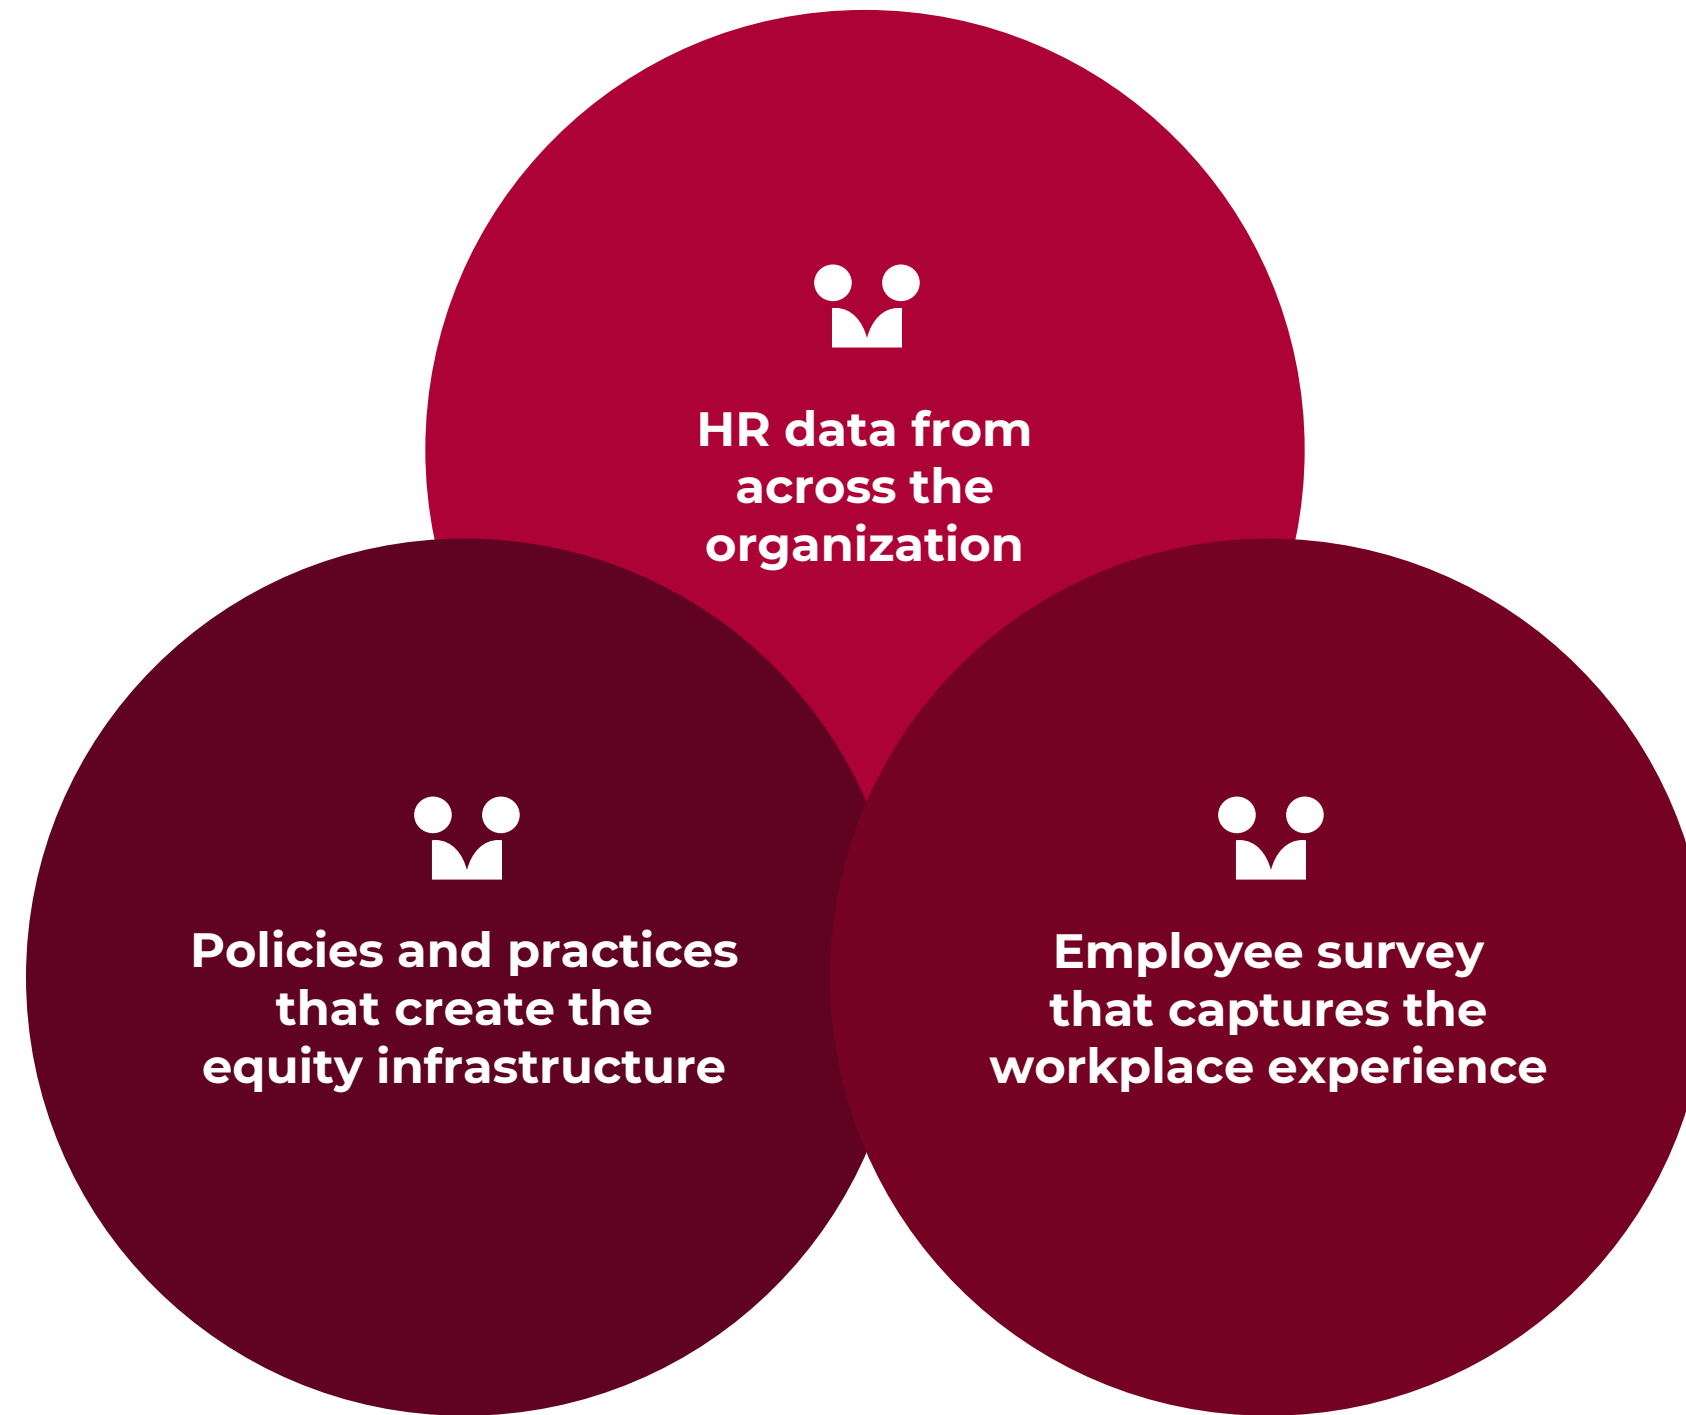 HR data from
across the
organization
Policies and practices
that create the
equity infrastructure
Employee survey
that captures the
workplace experience